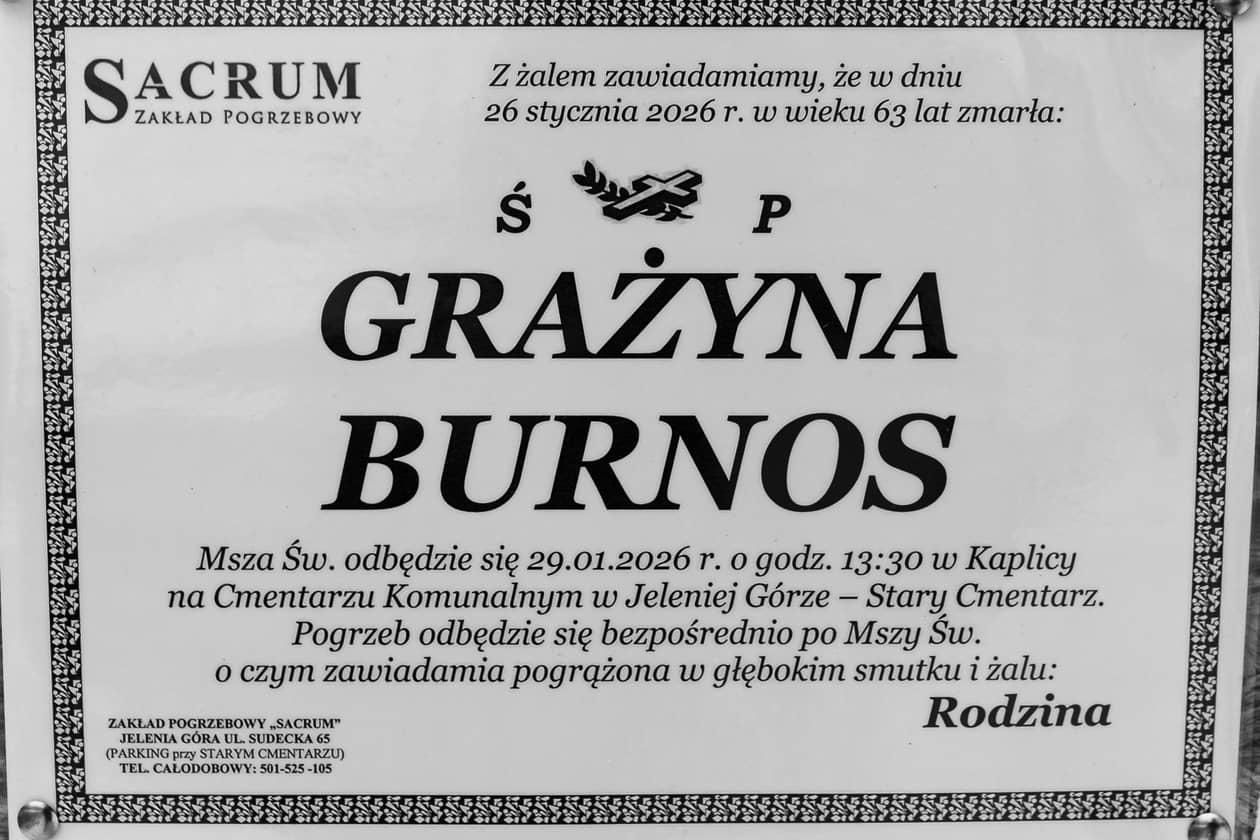 SACRUM
ZAKŁAD POGRZEBOWY
Z żalem zawiadamiamy, że w dniu
26 stycznia 2026 r. w wieku 63 lat zmarła:
Ś P
GRAŻYNA
BURNOS
Msza Św. odbędzie się 29.01.2026 r. o godz. 13:30 w Kaplicy
na Cmentarzu Komunalnym w Jeleniej Górze – Stary Cmentarz.
Pogrzeb odbędzie się bezpośrednio po Mszy Św.
o czym zawiadamia pogrążona w głębokim smutku i żalu:
Rodzina
ZAKŁAD POGRZEBOWY „SACRUM”
JELENIA GÓRA UL. SUDECKA 65
(PARKING przy STARYM CMENTARZU)
TEL. CAŁODOBOWY: 501-525 -105